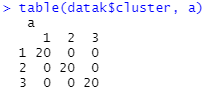 > table(datak$cluster, a)
a
1 2 3
1 20 0 0
2 0 20 0
3 0 0 20